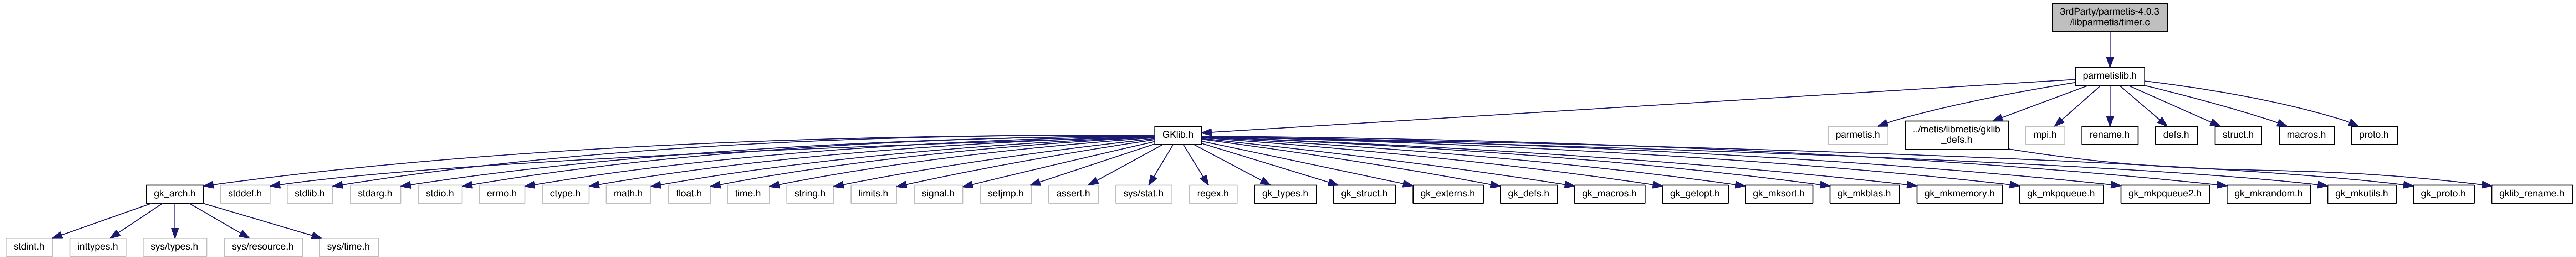 3rdParty/parmetis-4.0.3
/libparmetis/timer.c
parmetislib.h
GKlib.h
parmetis.h
../metis/libmetis/gklib
_defs.h
mpi.h
rename.h
defs.h
struct.h
macros.h
proto.h
gk_arch.h
stddef.h
stdlib.h
stdarg.h
stdio.h
errno.h
ctype.h
math.h
float.h
time.h
string.h
limits.h
signal.h
setjmp.h
assert.h
sys/stat.h
regex.h
gk_types.h
gk_struct.h
gk_externs.h
gk_defs.h
gk_macros.h
gk_getopt.h
gk_mksort.h
gk_mkblas.h
gk_mkmemory.h
gk_mkpqueue.h
gk_mkpqueue2.h
gk_mkrandom.h
gk_mkutils.h
gk_proto.h
gklib_rename.h
stdint.h
inttypes.h
sys/types.h
sys/resource.h
sys/time.h